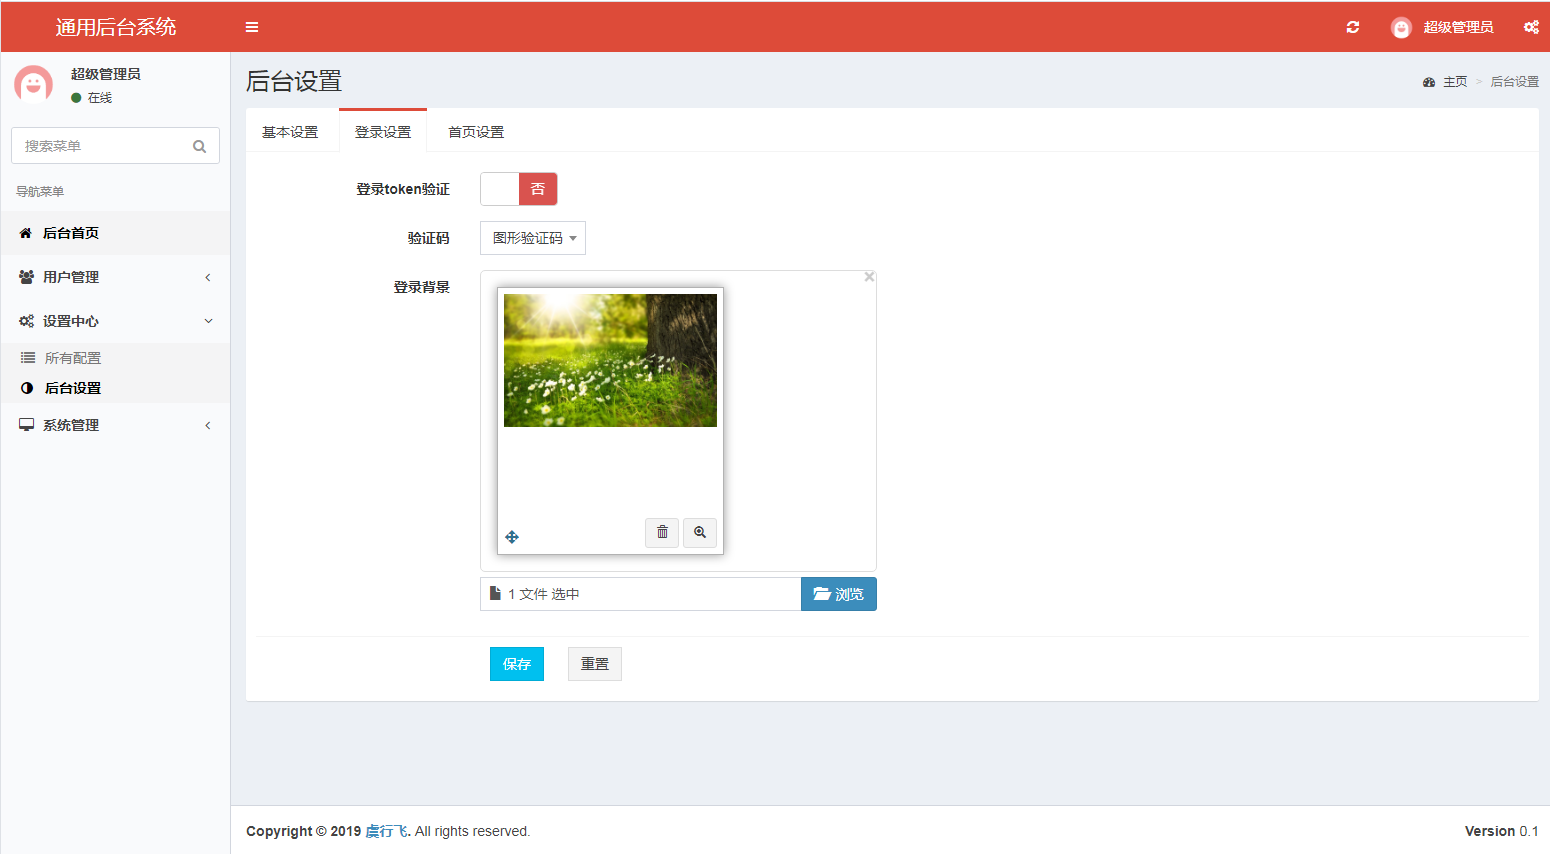 通用后台系统
超级管理员
超级管理员
在线
搜索菜单
导航菜单
后台首页
用户管理
设置中心
所有配置
后台设置
系统管理
后台设置
主页 > 后台设置
基本设置 登录设置 首页设置
登录token验证 否
验证码 图形验证码
登录背景
1 文件 选中 浏览
保存 重置
Copyright © 2019 虞行飞. All rights reserved.
Version 0.1